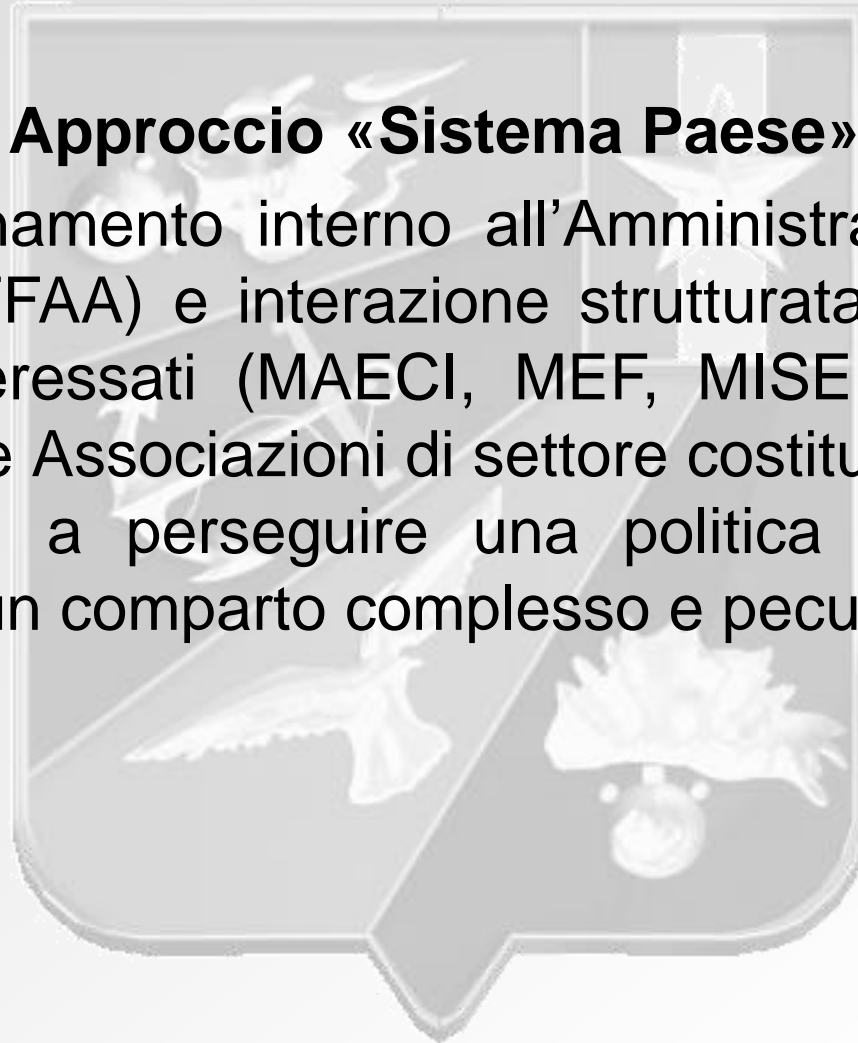 Approccio «Sistema Paese»
namento interno all’Amministra
FAA) e interazione strutturata
eressati (MAECI, MEF, MISE
e Associazioni di settore costitu
a perseguire una politica
un comparto complesso e pecu